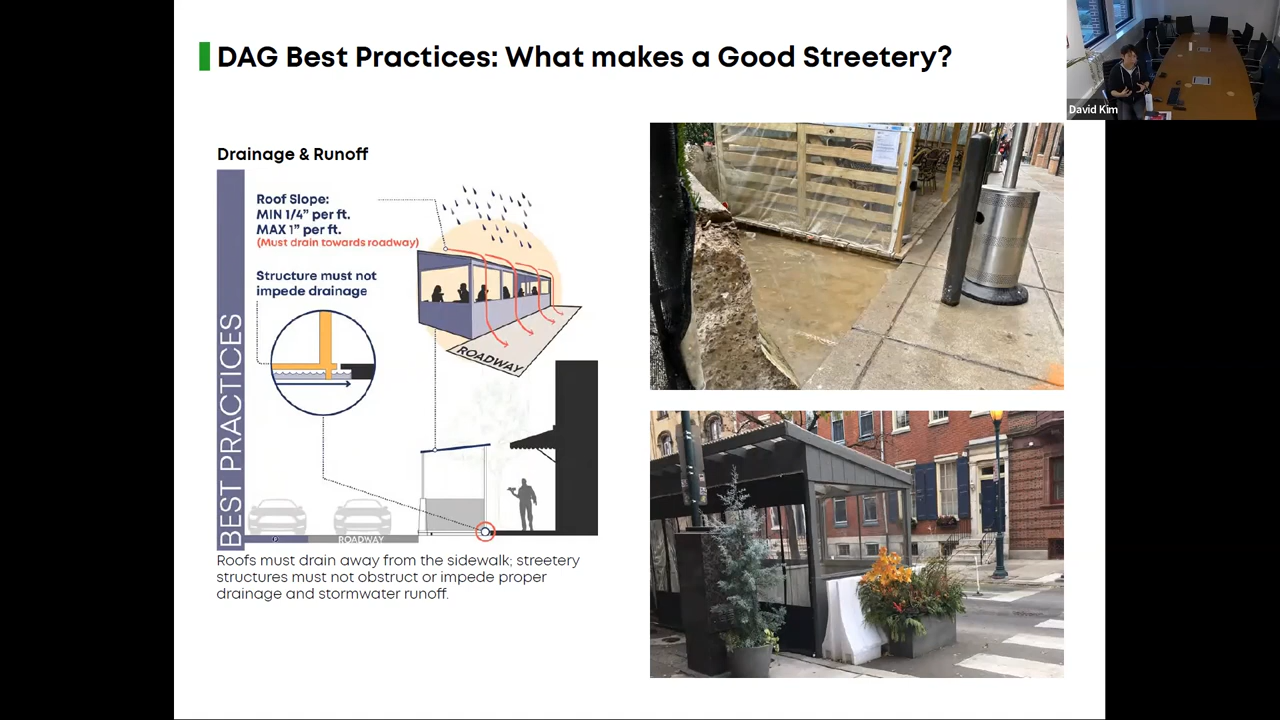 DAG Best Practices: What makes a Good Streetery?
David Kim
Drainage & Runoff
BEST PRACTICES
Roof Slope:
MIN 1/4” per ft.
MAX 1” per ft.
(Must drain towards roadway)
Structure must not
impede drainage
ROADWAY
P
ROADWAY
Roofs must drain away from the sidewalk; streetery
structures must not obstruct or impede proper
drainage and stormwater runoff.